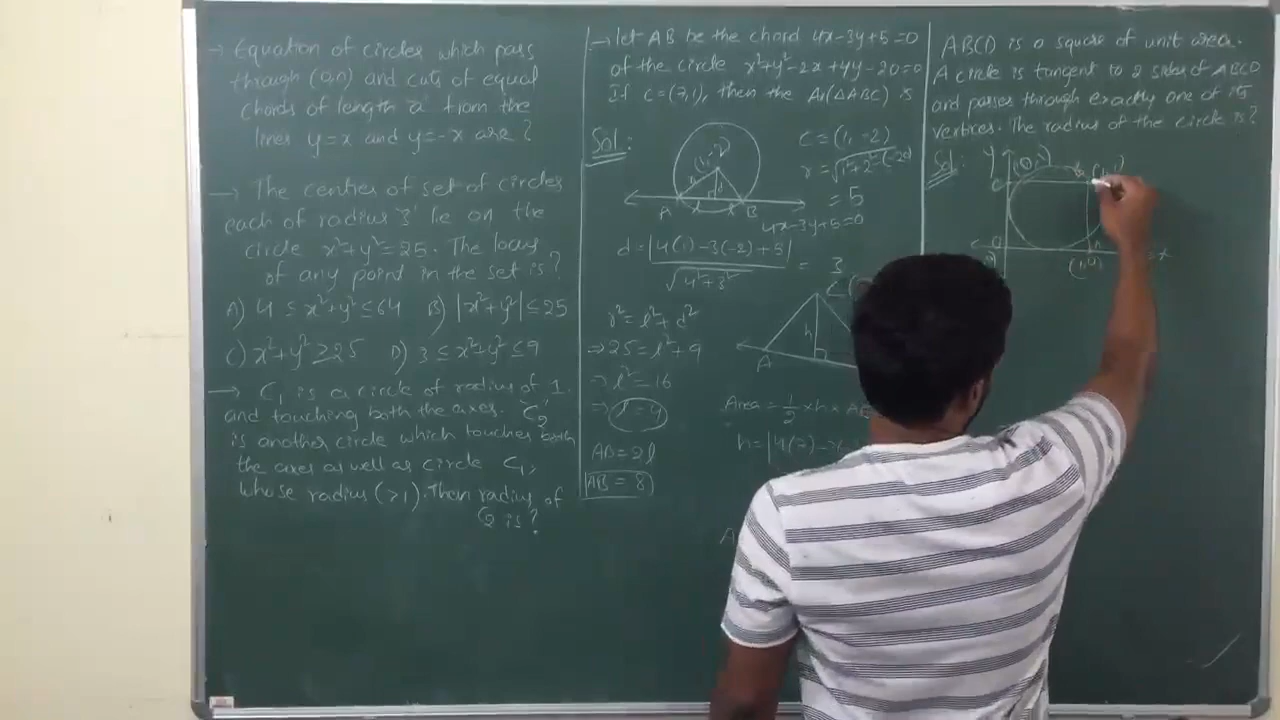 → Equation of circles which pass
through (0,0) and cuts of equal
chords of length 'a' from the
lines y=x and y=-x are?
→ The center of set of circles
each of radius '3' lie on the
circle x²+y²=25. The locus
of any point in the set is?
A) 4 ≤ x²+y² ≤ 64 B) |x²+y²| ≤ 25
C) x²+y² ≥ 25 D) 3 ≤ x²+y² ≤ 9
→ C₁ is a circle of radius of 1.
and touching both the axes. C₂
is another circle which touches both
the axes as well as circle C₁,
whose radius (>1). Then radius of
C₂ is?
→ let AB be the chord 4x-3y+5=0
of the circle x²+y²-2x+4y-20=0
If C=(7,1), then the Ar(△ABC) is
Sol:
A B
4x-3y+5=0
C = (1, -2)
= 5
d = |4(1)-3(-2)+5|
√4²+3²
= 3
r²=l²+d²
⇒ 25=l²+9
⇒ l²=16
⇒ l=4
AB=2l
AB = 8
C
h
A
Area = 1/2 × h ×
ABCD is a square of unit area.
A circle is tangent to 2 sides of ABCD
and passes through exactly one of its
vertices. The radius of the circle is?
Sol:
y
x